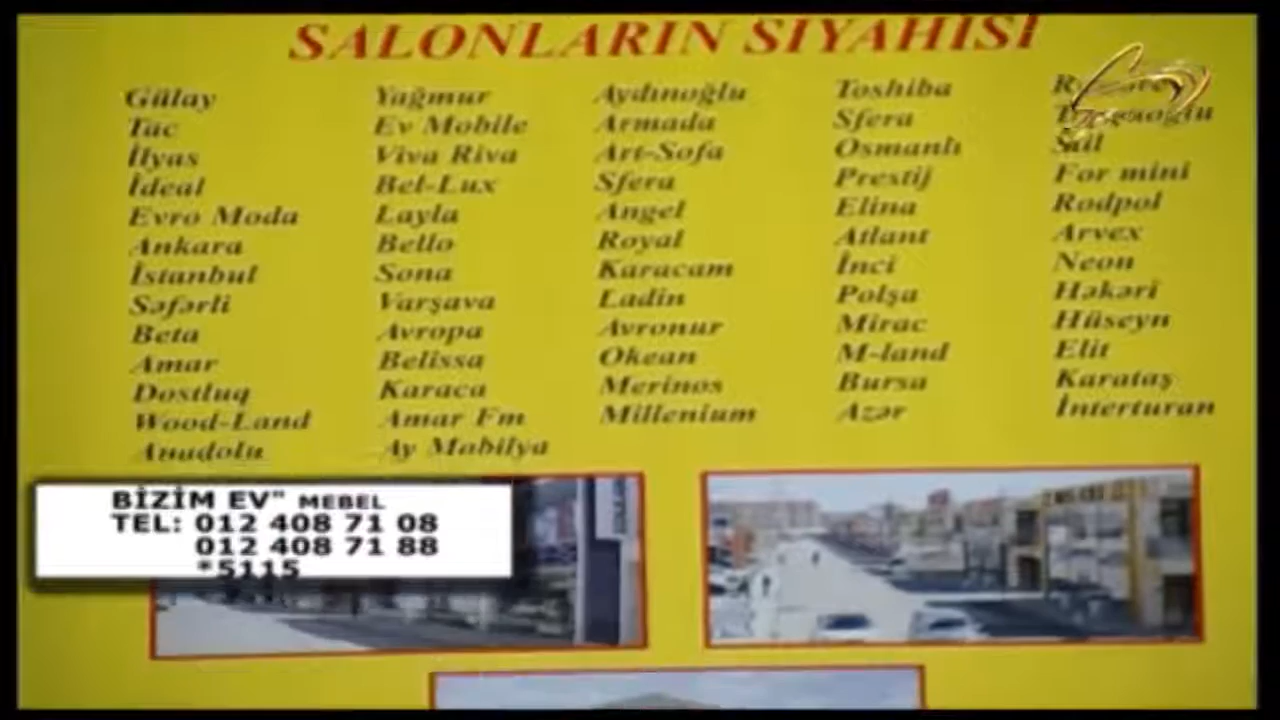 SALONLARIN SİYAHISI
Gülay
Tac
İlyas
İdeal
Evro Moda
Ankara
İstanbul
Səfərli
Beta
Amar
Dostluq
Wood-Land
Anadolu
Yağmur
Ev Mobile
Viva Riva
Bel-Lux
Layla
Bello
Sona
Varşava
Avropa
Belissa
Karaca
Amar Fm
Ay Mobilya
Aydınoğlu
Armada
Art-Sofa
Sfera
Angel
Royal
Karacam
Ladin
Avronur
Okean
Merinos
Millenium
Toshiba
Sfera
Osmanlı
Prestij
Elina
Atlant
İnci
Polşa
Mirac
M-land
Bursa
Azər
For mini
Rodpol
Arvex
Neon
Həkəri
Hüseyn
Elit
Karataş
İnterturan
BİZİM EV" MEBEL
TEL: 012 408 71 08
012 408 71 88
*5115